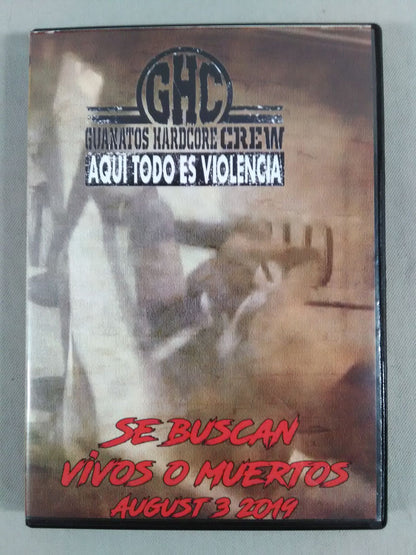 GHC
GUANATOS HARDCORE CREW
AQUI TODO ES VIOLENCIA
SE BUSCAN
VIVOS O MUERTOS
AUGUST 3 2019